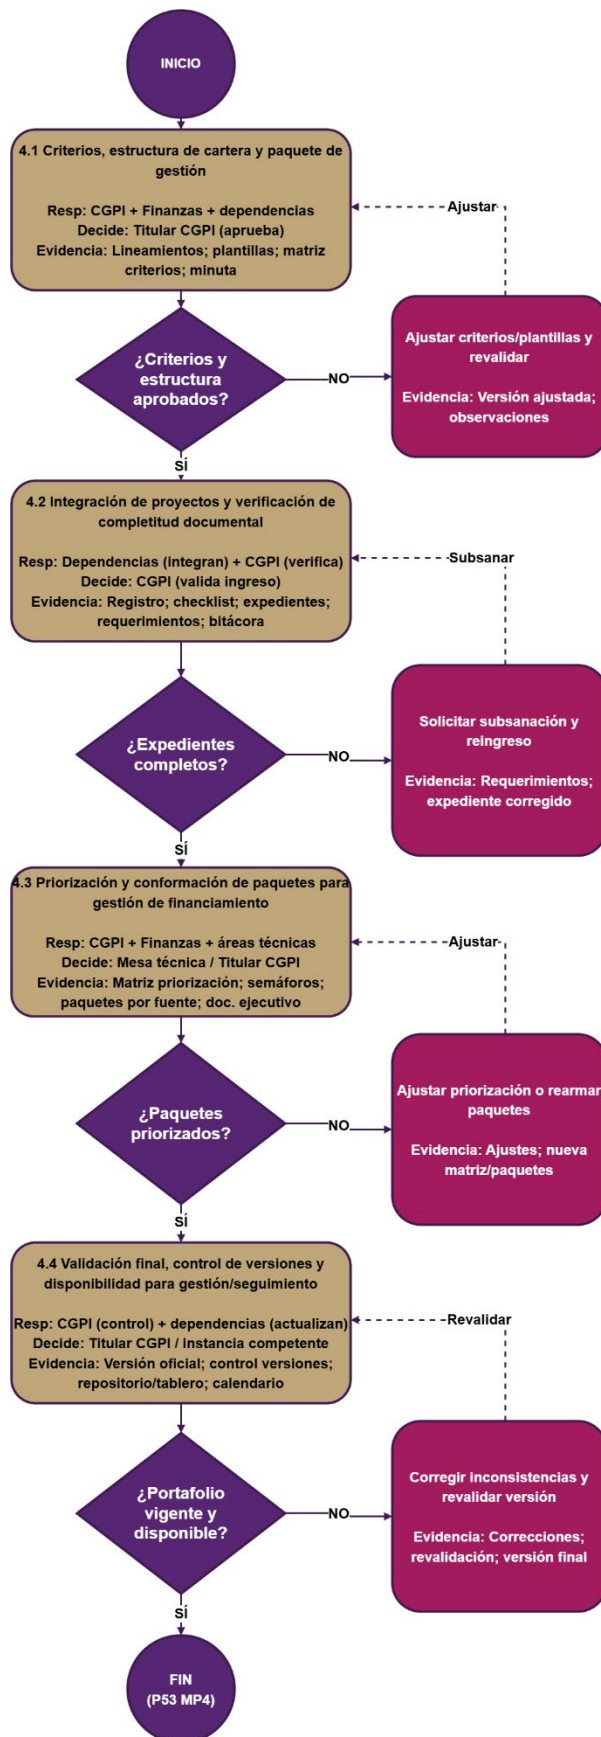 INICIO
4.1 Criterios, estructura de cartera y paquete de
gestión
Resp: CGPI + Finanzas + dependencias
Decide: Titular CGPI (aprueba)
Evidencia: Lineamientos; plantillas; matriz
criterios; minuta
Ajustar
¿Criterios y
estructura
aprobados?
NO
Ajustar criterios/plantillas y
revalidar
Evidencia: Versión ajustada;
observaciones
SÍ
4.2 Integración de proyectos y verificación de
completitud documental
Resp: Dependencias (integran) + CGPI (verifica)
Decide: CGPI (valida ingreso)
Evidencia: Registro; checklist; expedientes;
requerimientos; bitácora
Subsanar
¿Expedientes
completos?
NO
Solicitar subsanación y
reingreso
Evidencia: Requerimientos;
expediente corregido
SÍ
4.3 Priorización y conformación de paquetes para
gestión de financiamiento
Resp: CGPI + Finanzas + áreas técnicas
Decide: Mesa técnica / Titular CGPI
Evidencia: Matriz priorización; semáforos;
paquetes por fuente; doc. ejecutivo
Ajustar
¿Paquetes
priorizados?
NO
Ajustar priorización o rearmar
paquetes
Evidencia: Ajustes; nueva
matriz/paquetes
SÍ
4.4 Validación final, control de versiones y
disponibilidad para gestión/seguimiento
Resp: CGPI (control) + dependencias (actualizan)
Decide: Titular CGPI / instancia competente
Evidencia: Versión oficial; control versiones;
repositorio/tablero; calendario
Revalidar
¿Portafolio
vigente y
disponible?
NO
Corregir inconsistencias y
revalidar versión
Evidencia: Correcciones;
revalidación; versión final
SÍ
FIN
(P53 MP4)